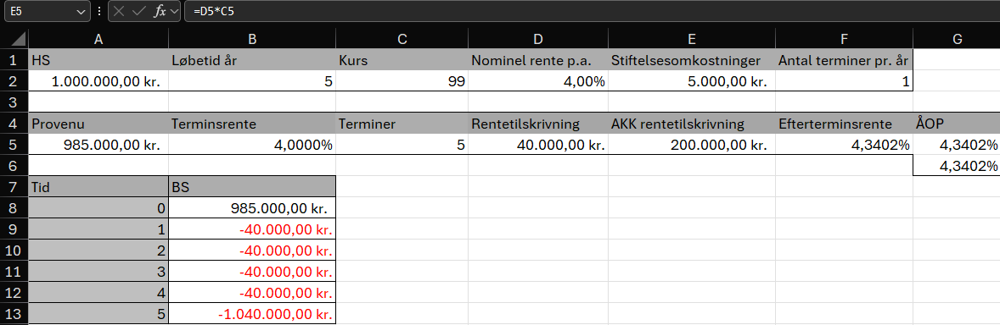 E5 fx =D5*C5
A B C D E F G
1 HS Løbetid år Kurs Nominel rente p.a. Stiftelsesomkostninger Antal terminer pr. år
2 1.000.000,00 kr. 5 99 4,00% 5.000,00 kr. 1
3
4 Provenu Terminsrente Terminer Rentetilskrivning AKK rentetilskrivning Efterterminsrente ÅOP
5 985.000,00 kr. 4,0000% 5 40.000,00 kr. 200.000,00 kr. 4,3402% 4,3402%
6 4,3402%
7 Tid BS
8 0 985.000,00 kr.
9 1 -40.000,00 kr.
10 2 -40.000,00 kr.
11 3 -40.000,00 kr.
12 4 -40.000,00 kr.
13 5 -1.040.000,00 kr.